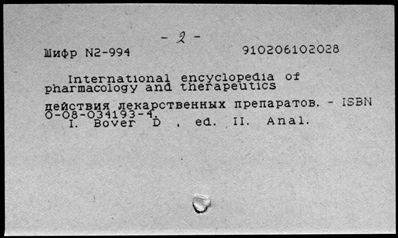 - 2 -
Шифр N2-994 910206102028
International encyclopedia of
pharmacology and therapeutics
действия лекарственных препаратов. - ISBN
0-08-034193-4.
I. Bover D , ed. II. Anal.